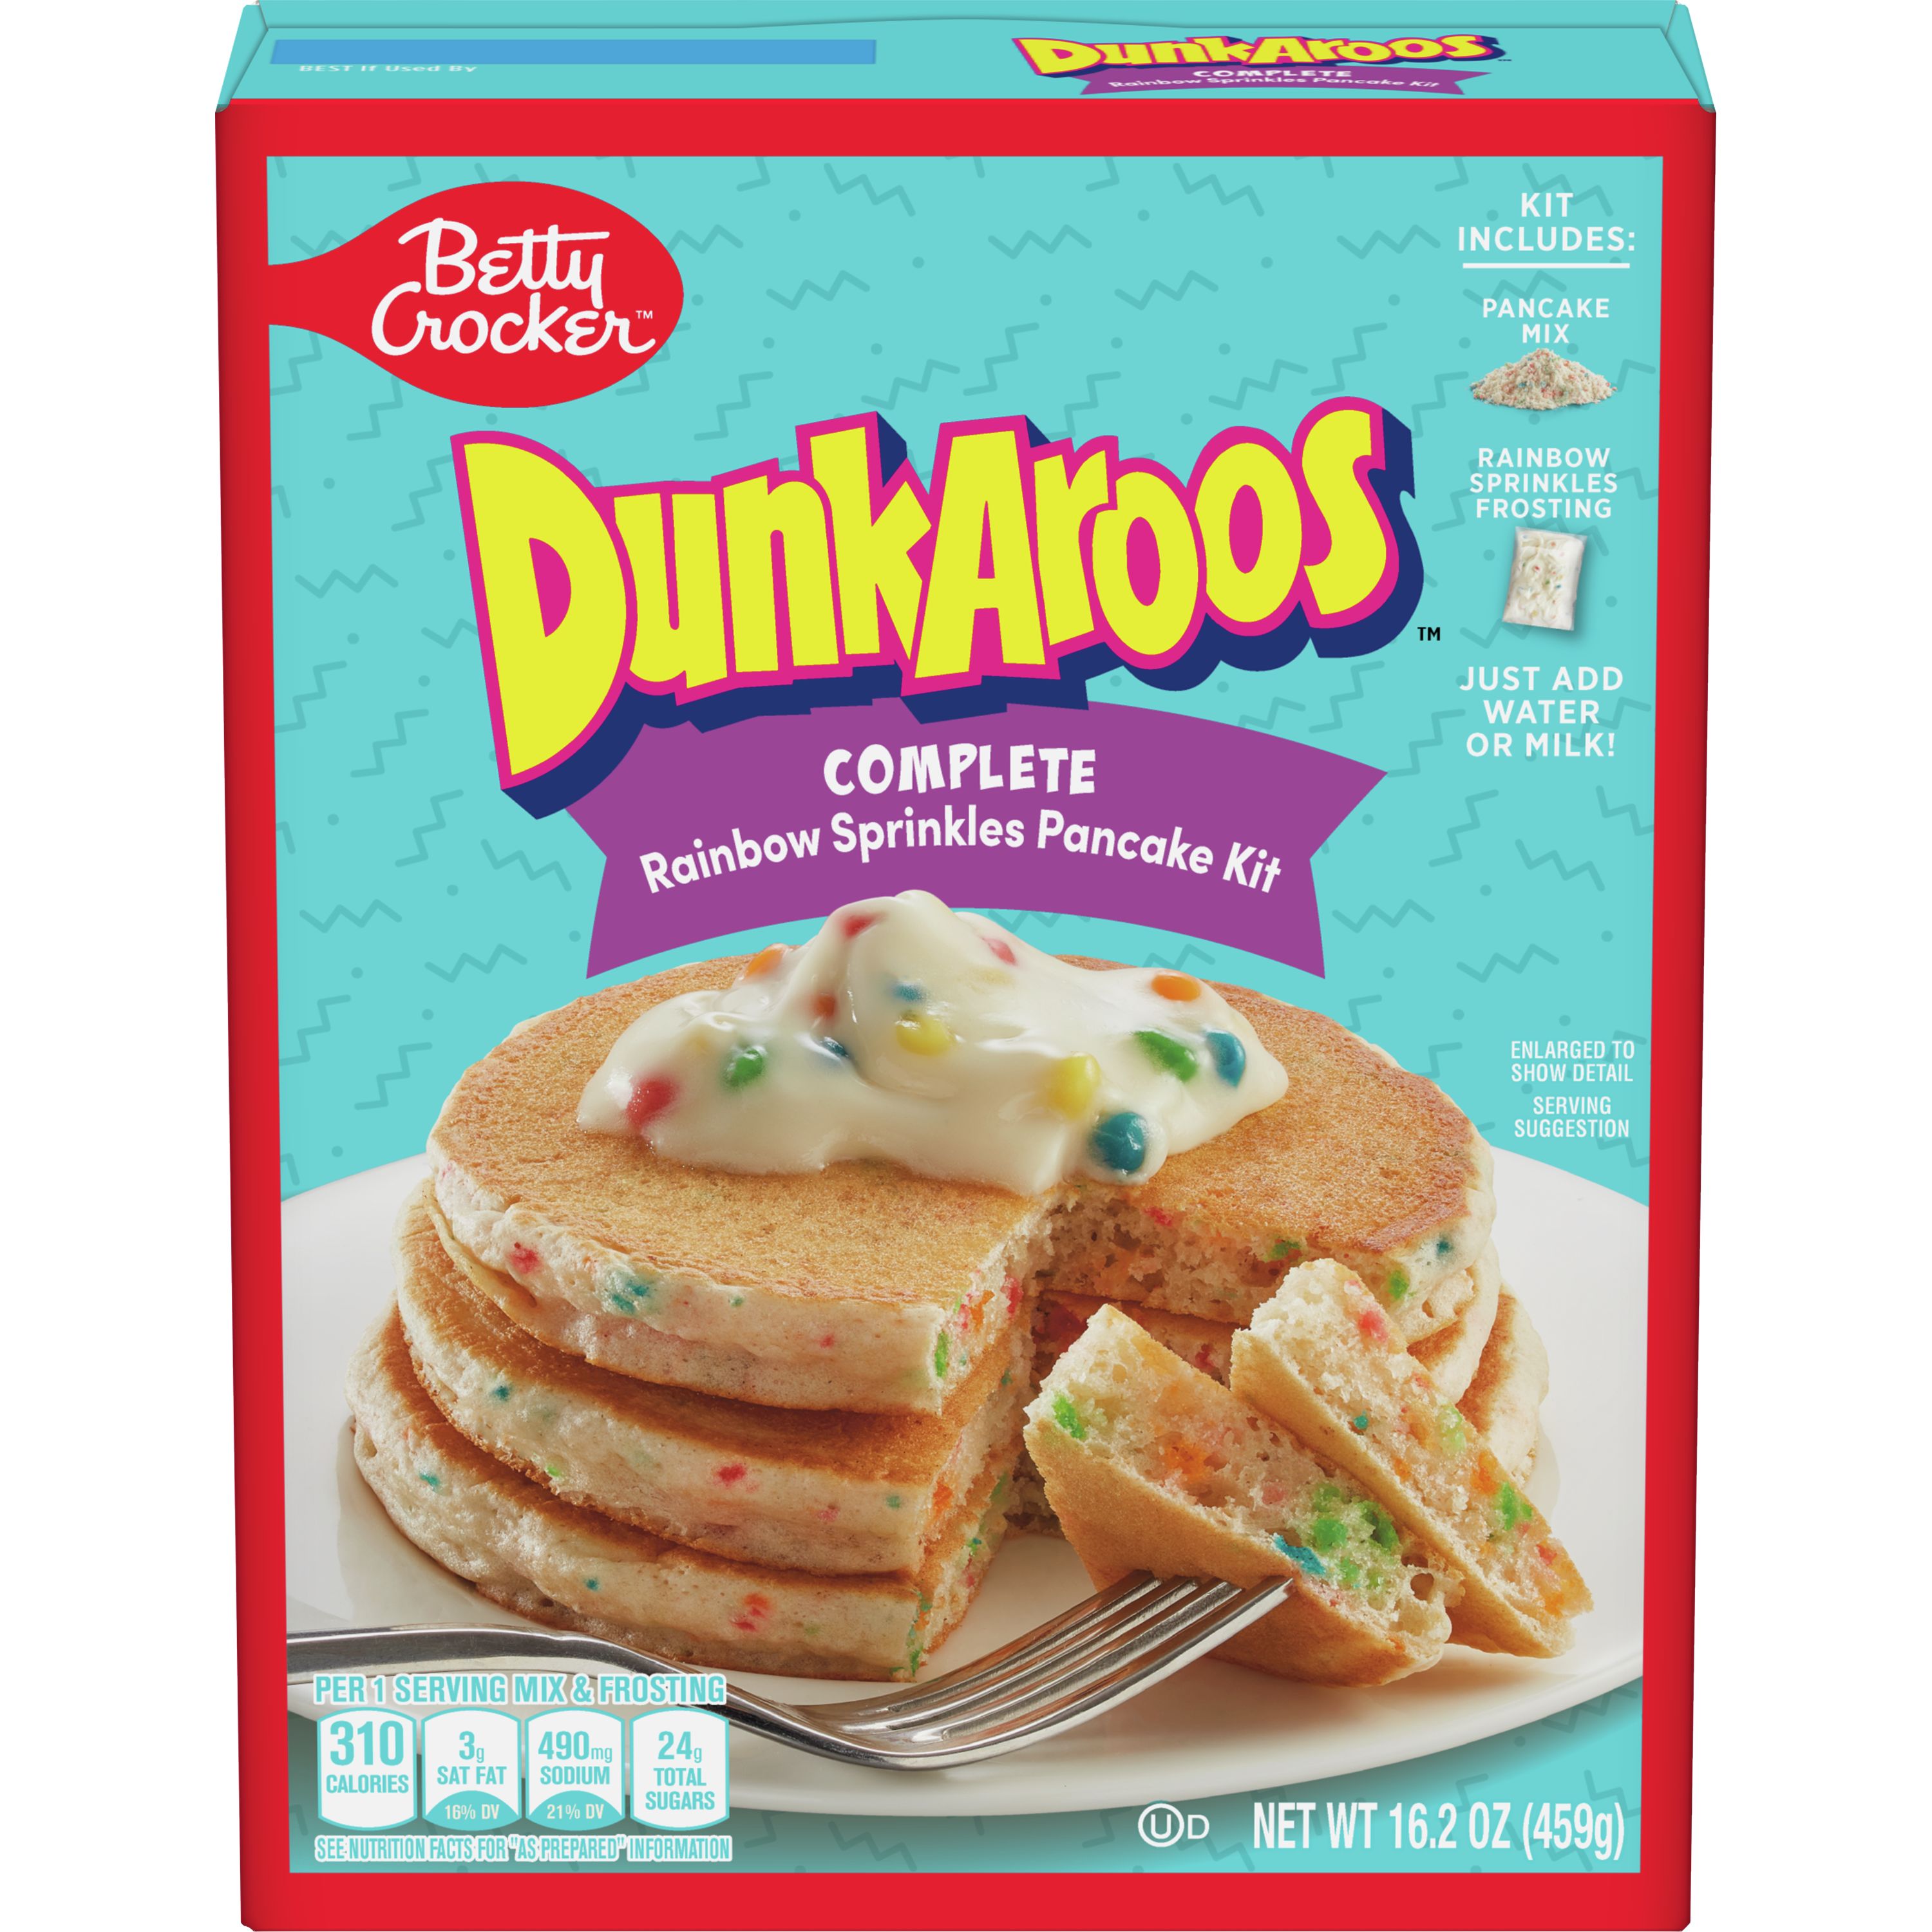 BEST If Used By
DunkAroos
COMPLETE
Rainbow Sprinkles Pancake Kit
Betty
Crocker™
KIT
INCLUDES:
PANCAKE
MIX
RAINBOW
SPRINKLES
FROSTING
JUST ADD
WATER
OR MILK!
DunkAroos™
COMPLETE
Rainbow Sprinkles Pancake Kit
ENLARGED TO
SHOW DETAIL
SERVING
SUGGESTION
PER 1 SERVING MIX & FROSTING
310
CALORIES
3g
SAT FAT
16% DV
490mg
SODIUM
21% DV
24g
TOTAL
SUGARS
SEE NUTRITION FACTS FOR "AS PREPARED" INFORMATION
U D
NET WT 16.2 OZ (459g)